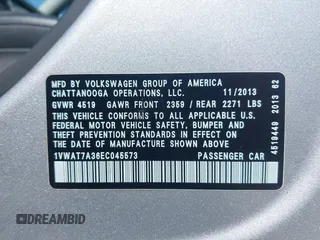 MFD BY VOLKSWAGEN GROUP OF AMERICA
CHATTANOOGA OPERATIONS, LLC. 11/2013
GVWR 4519 GAWR FRONT 2359 / REAR 2271 LBS
THIS VEHICLE CONFORMS TO ALL APPLICABLE U.S.
FEDERAL MOTOR VEHICLE SAFETY, BUMPER AND
THEFT PREVENTION STANDARDS IN EFFECT ON
THE DATE OF MANUFACTURE SHOWN ABOVE.
1VWAT7A36EC045573 PASSENGER CAR
4519449 2013 62
DREAMBID